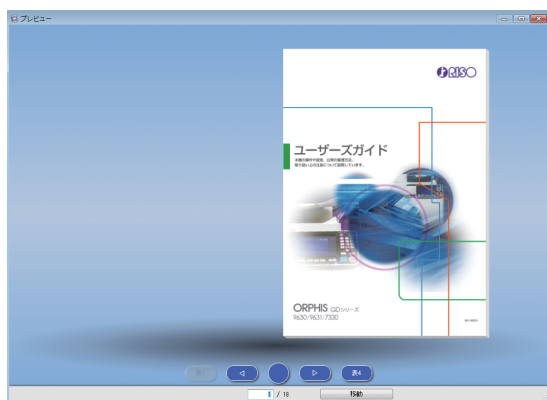 プレビュー
RISO
ユーザーズガイド
本機の操作や設定、日常の管理方法、
取り扱い上の注意について説明しています。
ORPHIS GDシリーズ
9630/9631/7330
表4
/ 18
移動